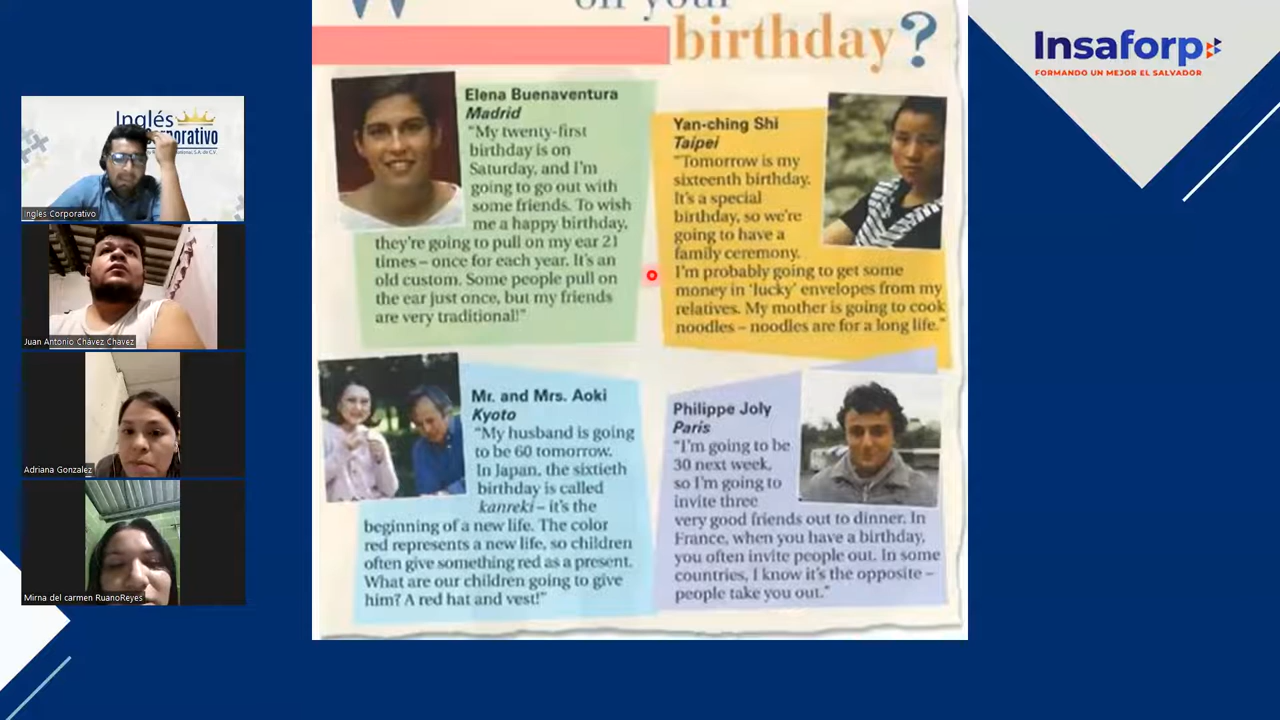 on your
birthday?
Elena Buenaventura
Madrid
"My twenty-first
birthday is on
Saturday, and I'm
going to go out with
some friends. To wish
me a happy birthday,
they're going to pull on my ear 21
times – once for each year. It's an
old custom. Some people pull on
the ear just once, but my friends
are very traditional!"
Yan-ching Shi
Taipei
"Tomorrow is my
sixteenth birthday.
It's a special
birthday, so we're
going to have a
family ceremony.
I'm probably going to get some
money in 'lucky' envelopes from my
relatives. My mother is going to cook
noodles – noodles are for a long life."
Mr. and Mrs. Aoki
Kyoto
"My husband is going
to be 60 tomorrow.
In Japan, the sixtieth
birthday is called
kanreki – it's the
beginning of a new life. The color
red represents a new life, so children
often give something red as a present.
What are our children going to give
him? A red hat and vest!"
Philippe Joly
Paris
"I'm going to be
30 next week,
so I'm going to
invite three
very good friends out to dinner. In
France, when you have a birthday,
you often invite people out. In some
countries, I know it's the opposite –
people take you out."
Insaforp
FORMANDO UN MEJOR EL SALVADOR
Inglés
Ingles Corporativo
Juan Antonio Chávez Chavez
Adriana Gonzalez
Mirna del carmen RuanoReyes